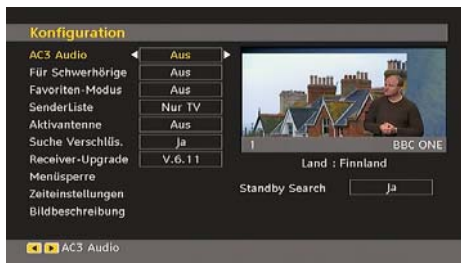 Konfiguration
AC3 Audio Aus
Für Schwerhörige Aus
Favoriten-Modus Aus
SenderListe Nur TV
Aktivantenne Aus
Suche Verschlüs. Ja
Receiver-Upgrade V.6.11
Menüsperre
Zeiteinstellungen
Bildbeschreibung
1 BBC ONE
Land : Finnland
Standby Search Ja
AC3 Audio